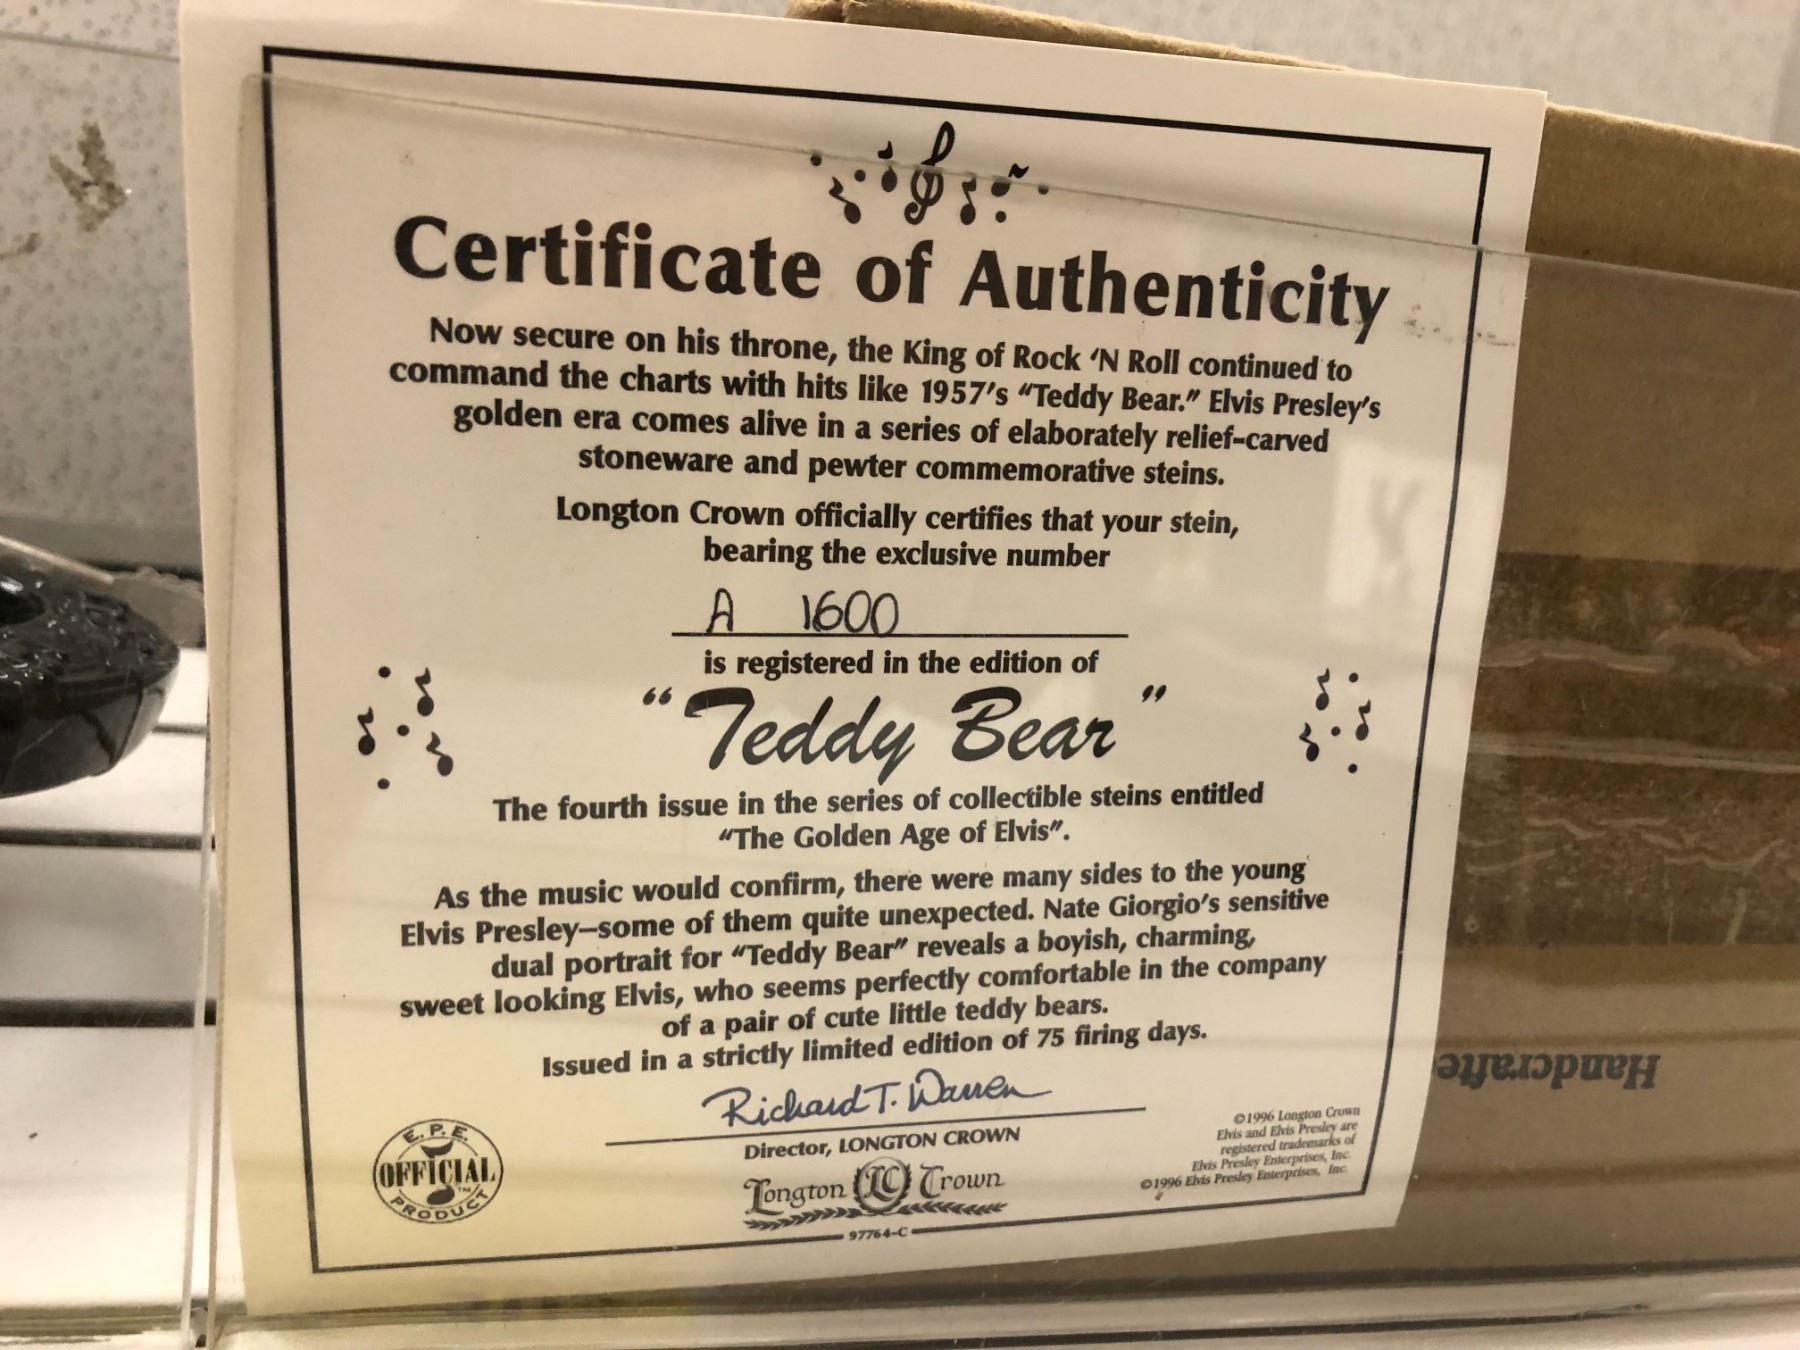 Certificate of Authenticity
Now secure on his throne, the King of Rock ‘N Roll continued to
command the charts with hits like 1957’s “Teddy Bear.” Elvis Presley’s
golden era comes alive in a series of elaborately relief-carved
stoneware and pewter commemorative steins.
Longton Crown officially certifies that your stein,
bearing the exclusive number
A 1600
is registered in the edition of
“Teddy Bear”
The fourth issue in the series of collectible steins entitled
“The Golden Age of Elvis”.
As the music would confirm, there were many sides to the young
Elvis Presley–some of them quite unexpected. Nate Giorgio’s sensitive
dual portrait for “Teddy Bear” reveals a boyish, charming,
sweet looking Elvis, who seems perfectly comfortable in the company
of a pair of cute little teddy bears.
Issued in a strictly limited edition of 75 firing days.
Richard T. Warren
Director, LONGTON CROWN
Longton LC Crown
97764-C
E.P.E.
OFFICIAL
TM
PRODUCT
©1996 Longton Crown
Elvis and Elvis Presley are
registered trademarks of
Elvis Presley Enterprises, Inc.
©1996 Elvis Presley Enterprises, Inc.
Handcrafte